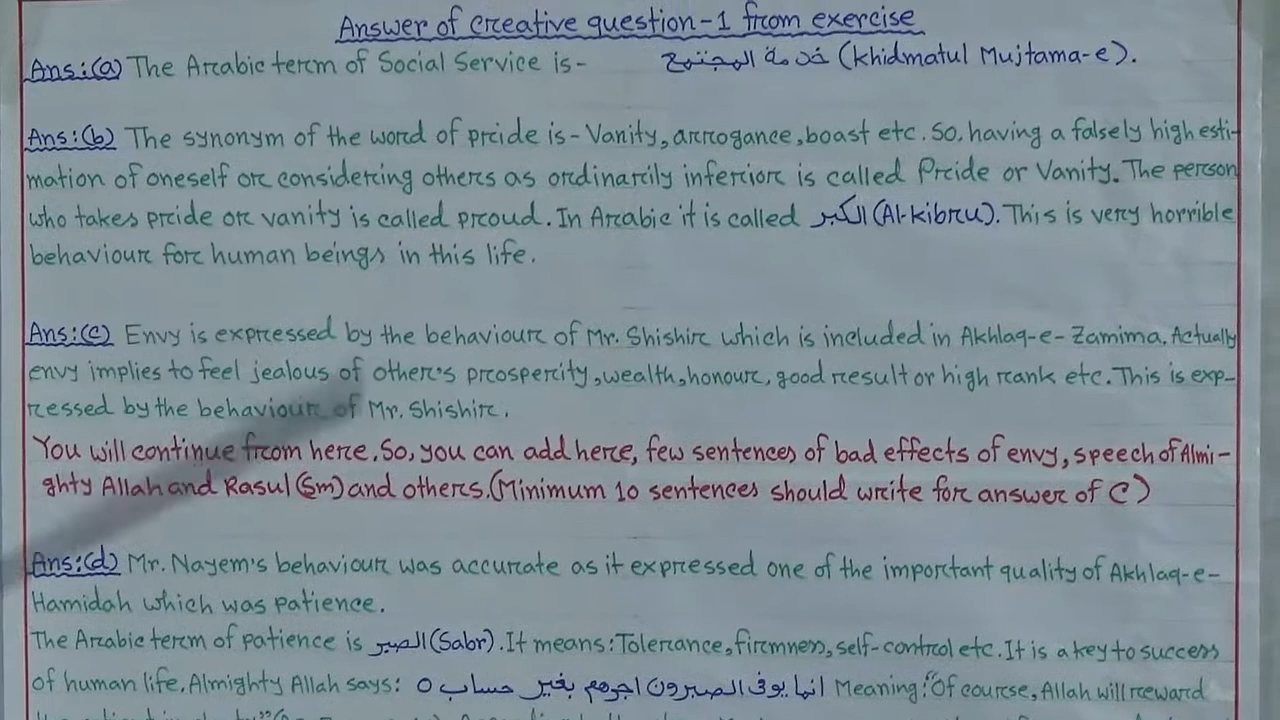 Answer of creative question-1 from exercise
Ans:(a) The Arabic term of Social Service is- خدمة المجتمع (Khidmatul Mujtama-e).
Ans:(b) The synonym of the word of pride is- Vanity, arrogance, boast etc. So, having a falsely high esti-
mation of oneself or considering others as ordinarily inferior is called Pride or Vanity. The person
who takes pride or vanity is called proud. In Arabic it is called الكبر (Al-Kibru). This is very horrible
behaviour for human beings in this life.
Ans:(c) Envy is expressed by the behaviour of Mr. Shishir which is included in Akhlaq-e-Zamima. Actually
envy implies to feel jealous of other's prosperity, wealth, honour, good result or high rank etc. This is exp-
ressed by the behaviour of Mr. Shishir.
You will continue from here. So, you can add here, few sentences of bad effects of envy, speech of Almi-
ghty Allah and Rasul (Sm) and others. (Minimum 10 sentences should write for answer of C)
Ans:(d) Mr. Nayem's behaviour was accurate as it expressed one of the important quality of Akhlaq-e-
Hamidah which was patience.
The Arabic term of patience is الصبر (Sabr). It means: Tolerance, firmness, self-control etc. It is a key to success
of human life. Almighty Allah says: انما يوفى الصبرون اجرهم بغير حساب ○ Meaning: "Of course, Allah will reward